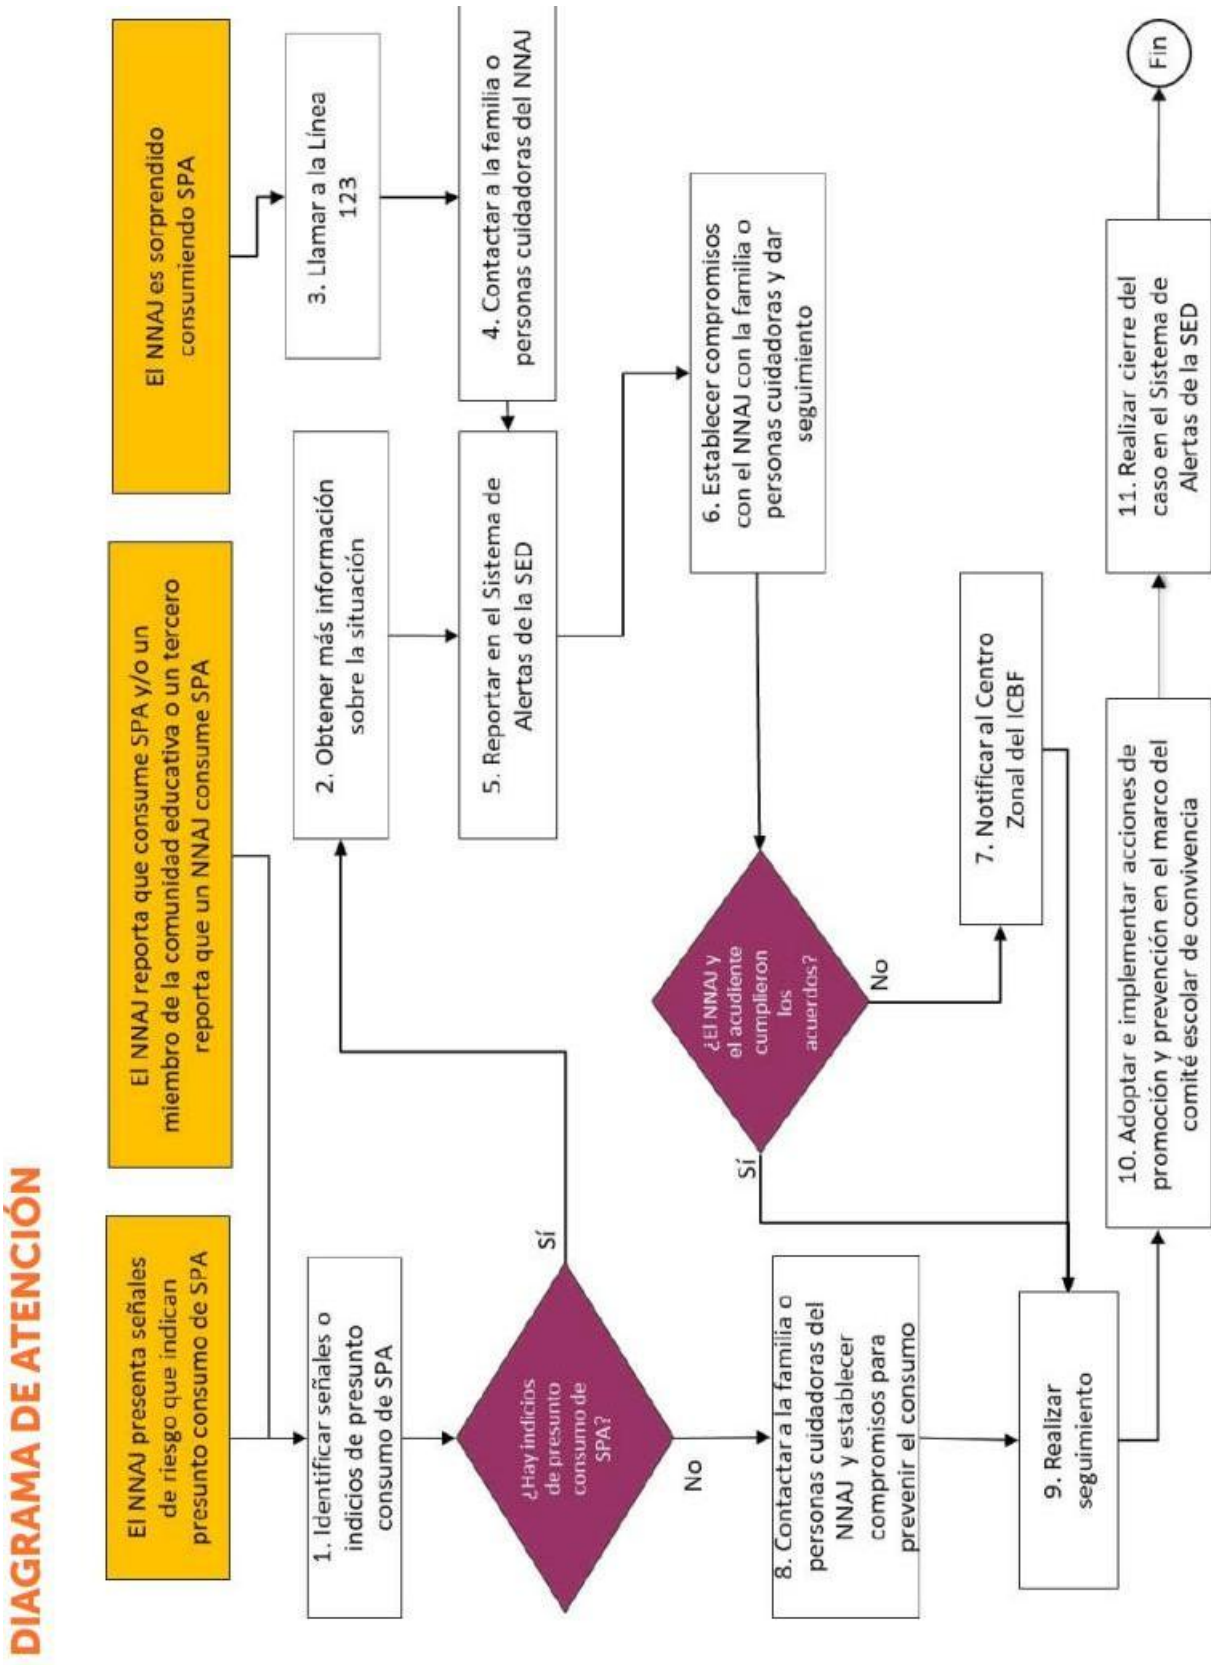 DIAGRAMA DE ATENCIÓN
El NNAJ presenta señales
de riesgo que indican
presunto consumo de SPA
El NNAJ reporta que consume SPA y/o un
miembro de la comunidad educativa o un tercero
reporta que un NNAJ consume SPA
El NNAJ es sorprendido
consumiendo SPA
1. Identificar señales o
indicios de presunto
consumo de SPA
2. Obtener más información
sobre la situación
3. Llamar a la Línea
123
4. Contactar a la familia o
personas cuidadoras del NNAJ
¿Hay indicios
de presunto
consumo de
SPA?
Sí
No
5. Reportar en el Sistema de
Alertas de la SED
6. Establecer compromisos
con el NNAJ con la familia o
personas cuidadoras y dar
seguimiento
¿El NNAJ y
el acudiente
cumplieron
los
acuerdos?
Sí
No
7. Notificar al Centro
Zonal del ICBF
8. Contactar a la familia o
personas cuidadoras del
NNAJ y establecer
compromisos para
prevenir el consumo
9. Realizar
seguimiento
10. Adoptar e implementar acciones de
promoción y prevención en el marco del
comité escolar de convivencia
11. Realizar cierre del
caso en el Sistema de
Alertas de la SED
Fin